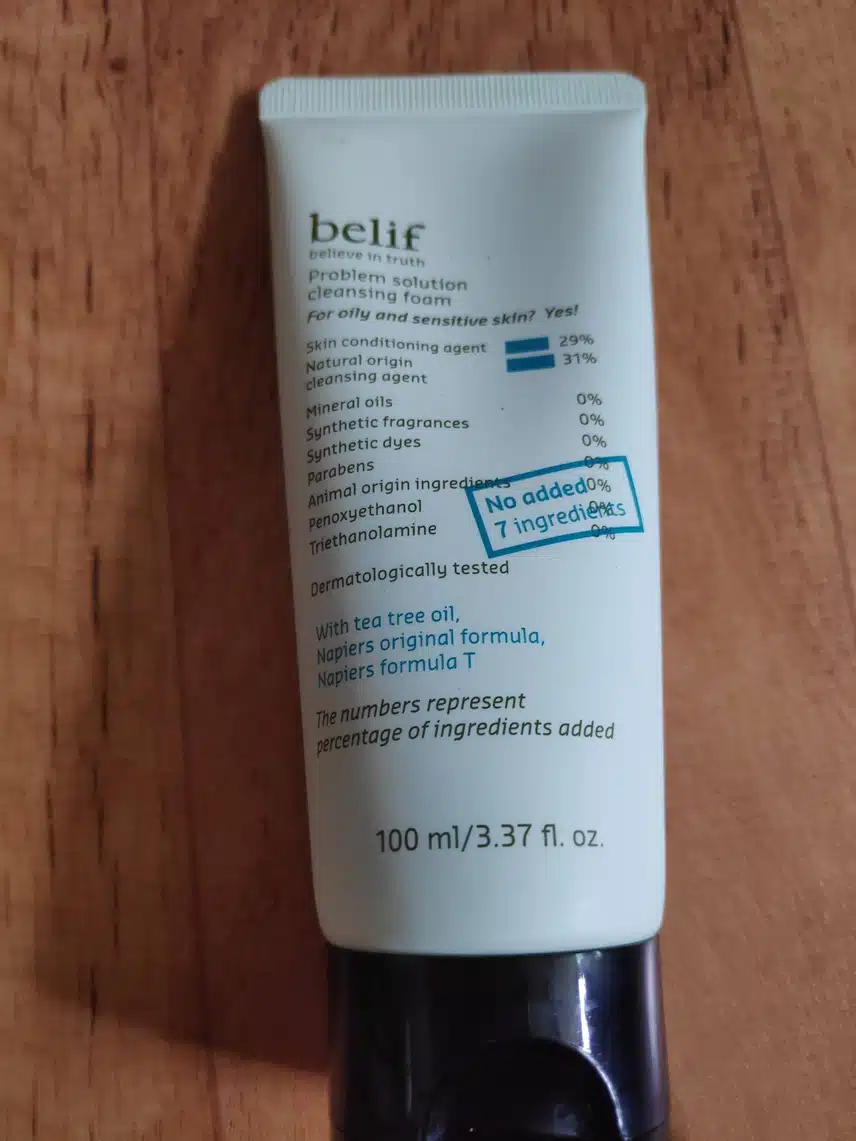 belif
believe in truth
Problem solution
cleansing foam
For oily and sensitive skin? Yes!
Skin conditioning agent 29%
Natural origin 31%
cleansing agent
Mineral oils 0%
Synthetic fragrances 0%
Synthetic dyes 0%
Parabens 0%
Animal origin ingredients 0%
Penoxyethanol 0%
Triethanolamine 0%
No added
7 ingredients
Dermatologically tested
With tea tree oil,
Napiers original formula,
Napiers formula T
The numbers represent
percentage of ingredients added
100 ml/3.37 fl. oz.